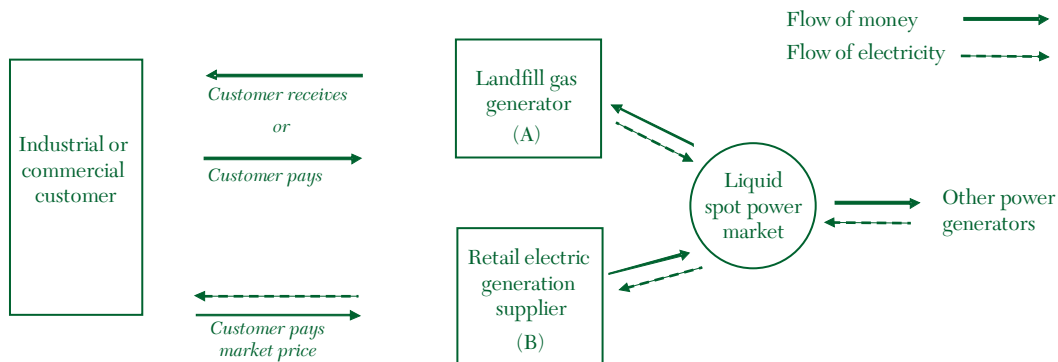 Flow of money
Flow of electricity
Industrial or
commercial
customer
Customer receives
or
Customer pays
Landfill gas
generator
(A)
Liquid
spot power
market
Other power
generators
Retail electric
generation
supplier
(B)
Customer pays
market price